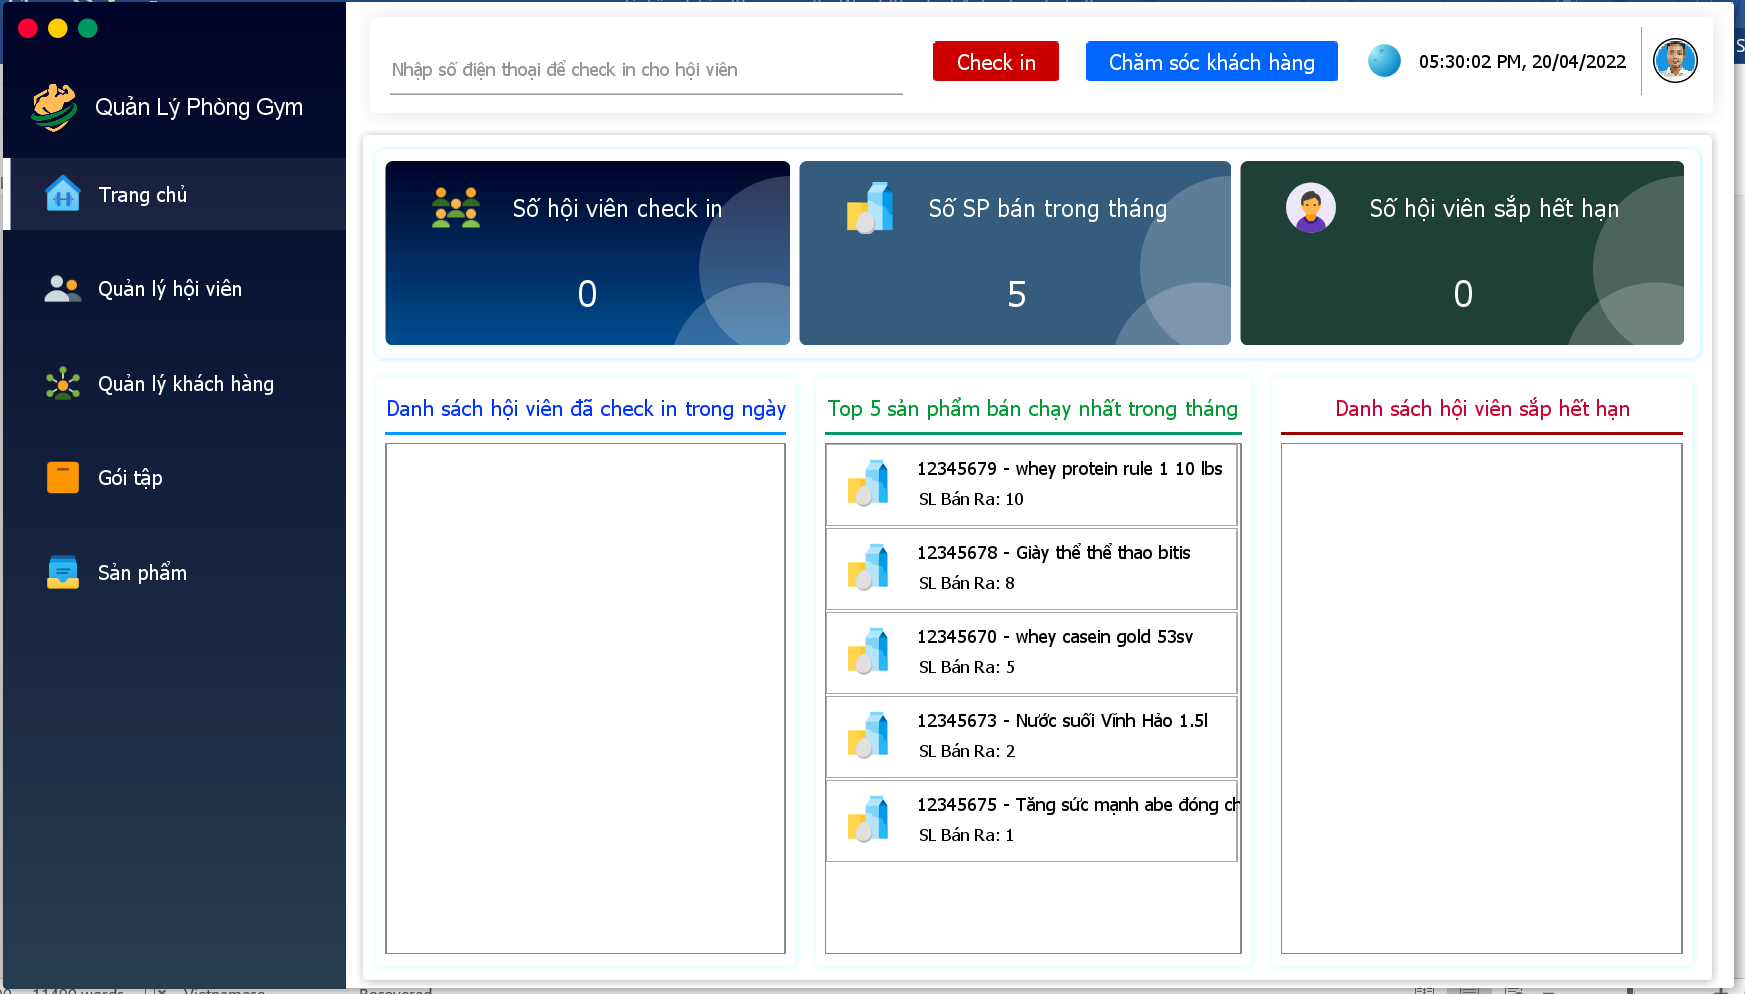 Quản Lý Phòng Gym
Trang chủ
Quản lý hội viên
Quản lý khách hàng
Gói tập
Sản phẩm
Nhập số điện thoại để check in cho hội viên
Check in
Chăm sóc khách hàng
05:30:02 PM, 20/04/2022
Số hội viên check in
0
Số SP bán trong tháng
5
Số hội viên sắp hết hạn
0
Danh sách hội viên đã check in trong ngày
Top 5 sản phẩm bán chạy nhất trong tháng
12345679 - whey protein rule 1 10 lbs
SL Bán Ra: 10
12345678 - Giày thể thể thao bitis
SL Bán Ra: 8
12345670 - whey casein gold 53sv
SL Bán Ra: 5
12345673 - Nước suối Vĩnh Hảo 1.5l
SL Bán Ra: 2
12345675 - Tăng sức mạnh abe đóng ch
SL Bán Ra: 1
Danh sách hội viên sắp hết hạn
11490 words
Vietnamese
Recovered